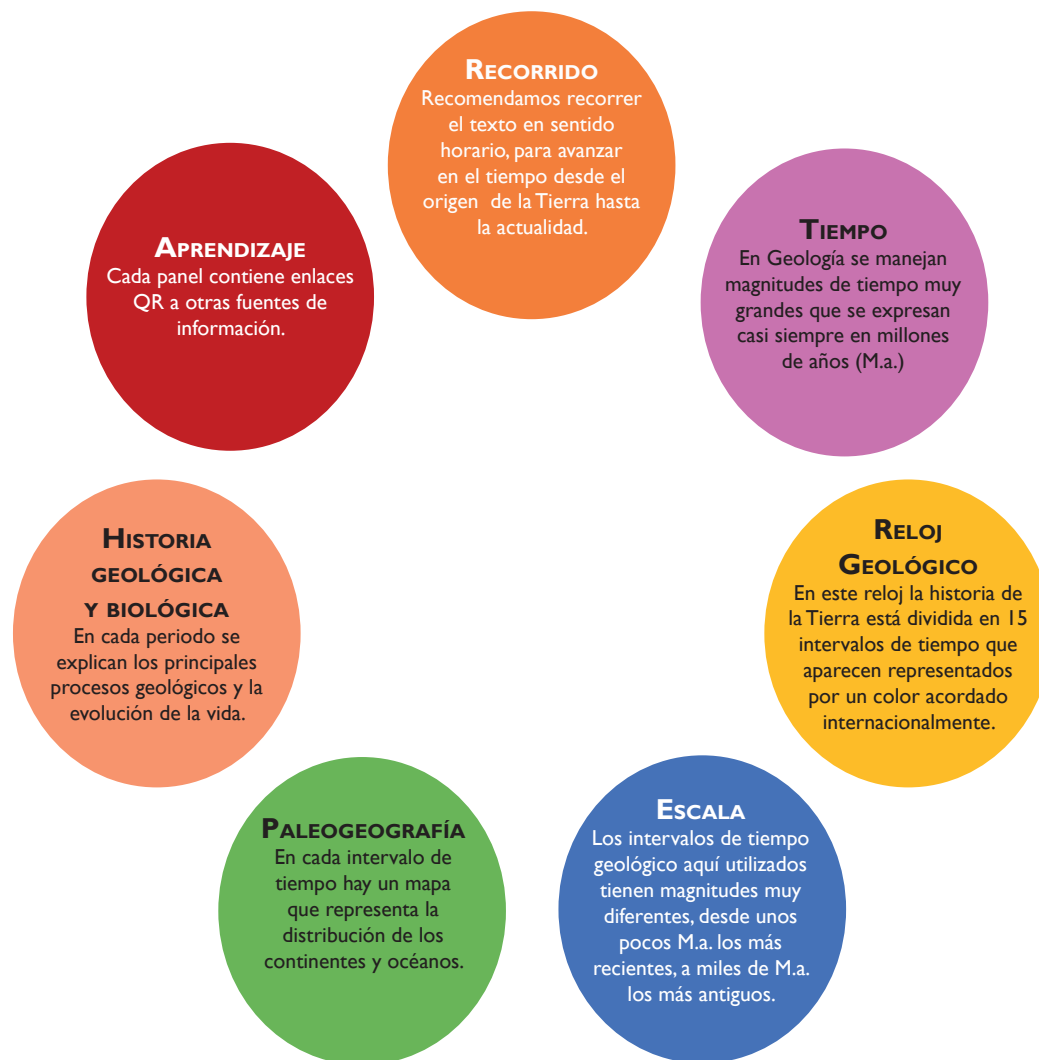 RECORRIDO
Recomendamos recorrer
el texto en sentido
horario, para avanzar
en el tiempo desde el
origen de la Tierra hasta
la actualidad.
TIEMPO
En Geología se manejan
magnitudes de tiempo muy
grandes que se expresan
casi siempre en millones
de años (M.a.)
RELOJ
GEOLÓGICO
En este reloj la historia de
la Tierra está dividida en 15
intervalos de tiempo que
aparecen representados
por un color acordado
internacionalmente.
ESCALA
Los intervalos de tiempo
geológico aquí utilizados
tienen magnitudes muy
diferentes, desde unos
pocos M.a. los más
recientes, a miles de M.a.
los más antiguos.
PALEOGEOGRAFÍA
En cada intervalo de
tiempo hay un mapa
que representa la
distribución de los
continentes y océanos.
HISTORIA
GEOLÓGICA
Y BIOLÓGICA
En cada periodo se
explican los principales
procesos geológicos y la
evolución de la vida.
APRENDIZAJE
Cada panel contiene enlaces
QR a otras fuentes de
información.